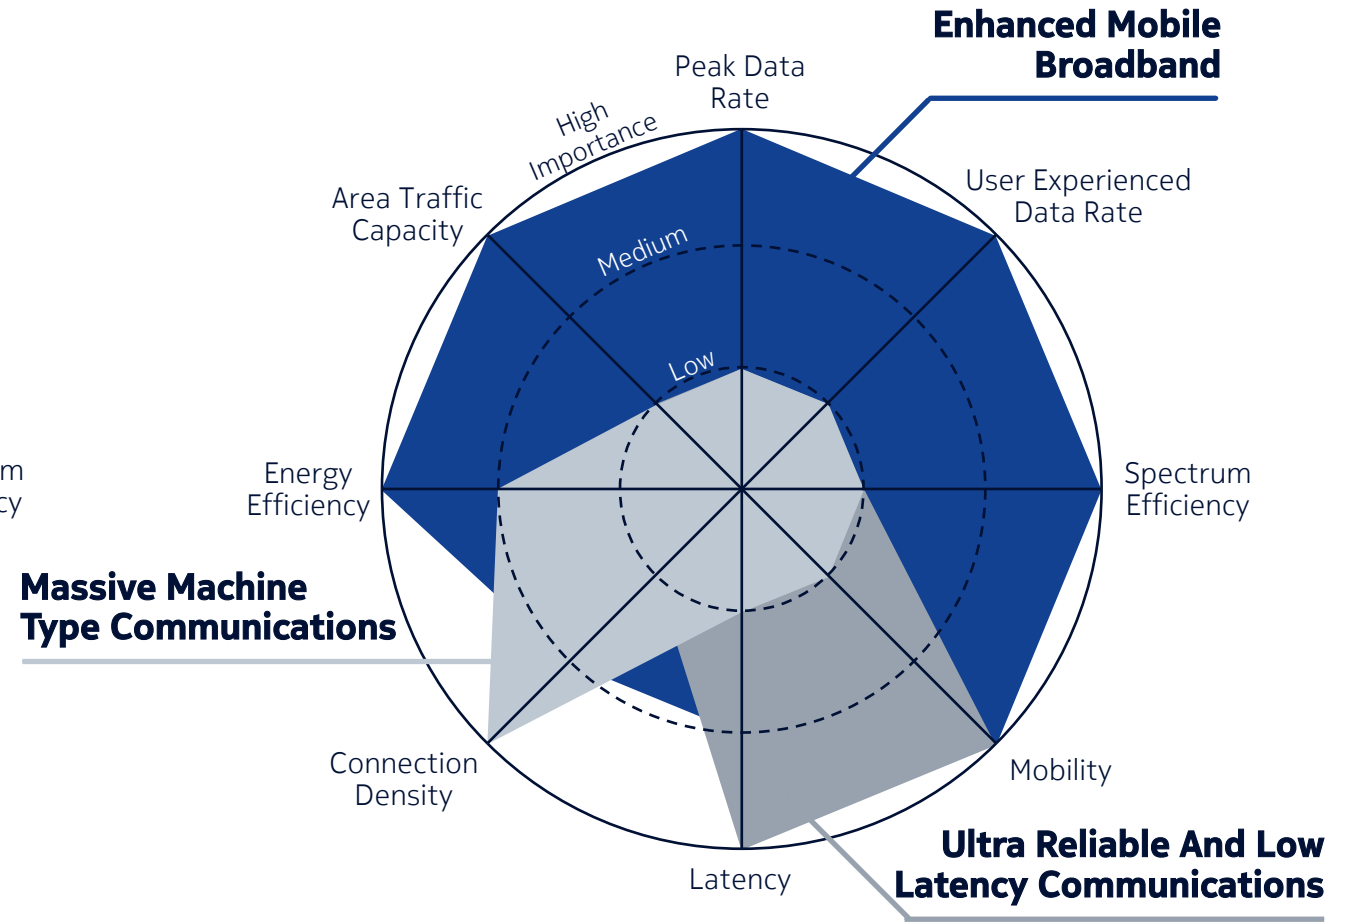 Enhanced Mobile
Broadband
Peak Data
Rate
High
Importance
User Experienced
Data Rate
Area Traffic
Capacity
Medium
Low
m
cy
Energy
Efficiency
Spectrum
Efficiency
Massive Machine
Type Communications
Connection
Density
Mobility
Ultra Reliable And Low
Latency Communications
Latency